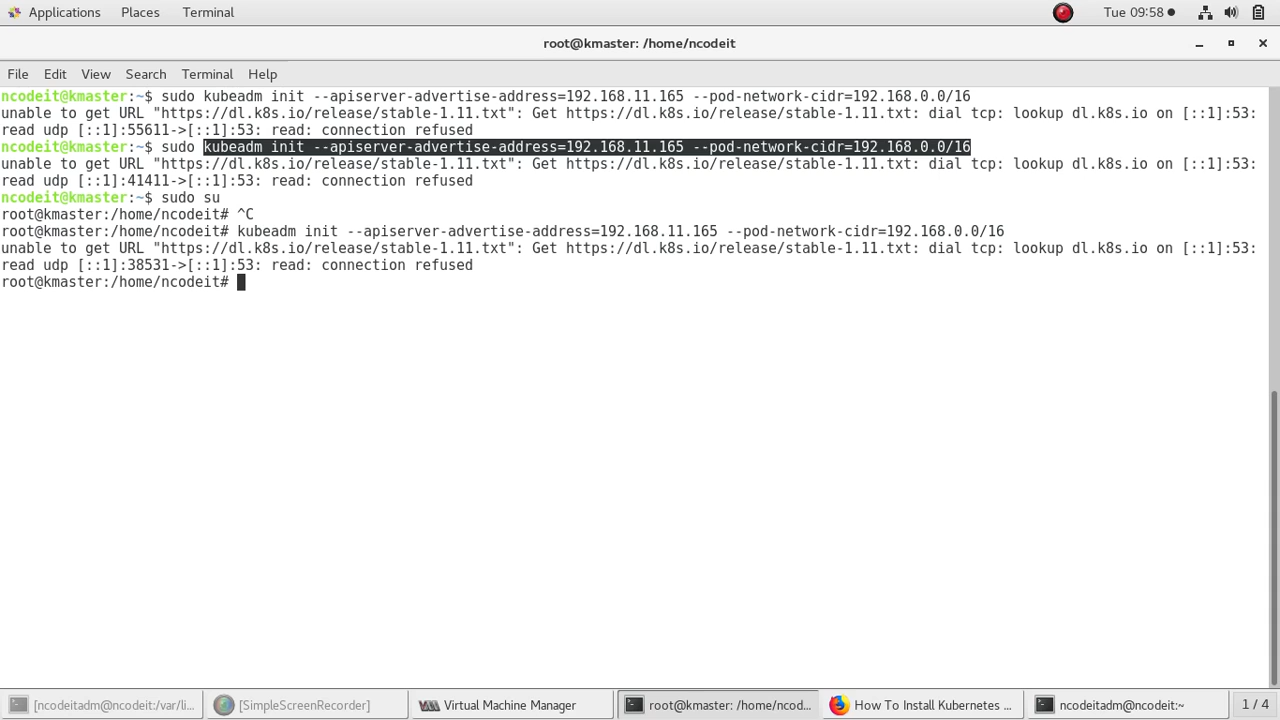 Applications Places Terminal Tue 09:58
root@kmaster: /home/ncodeit
File Edit View Search Terminal Help
ncodeit@kmaster:~$ sudo kubeadm init --apiserver-advertise-address=192.168.11.165 --pod-network-cidr=192.168.0.0/16
unable to get URL "https://dl.k8s.io/release/stable-1.11.txt": Get https://dl.k8s.io/release/stable-1.11.txt: dial tcp: lookup dl.k8s.io on [::1]:53:
read udp [::1]:55611->[::1]:53: read: connection refused
ncodeit@kmaster:~$ sudo kubeadm init --apiserver-advertise-address=192.168.11.165 --pod-network-cidr=192.168.0.0/16
unable to get URL "https://dl.k8s.io/release/stable-1.11.txt": Get https://dl.k8s.io/release/stable-1.11.txt: dial tcp: lookup dl.k8s.io on [::1]:53:
read udp [::1]:41411->[::1]:53: read: connection refused
ncodeit@kmaster:~$ sudo su
root@kmaster:/home/ncodeit# ^C
root@kmaster:/home/ncodeit# kubeadm init --apiserver-advertise-address=192.168.11.165 --pod-network-cidr=192.168.0.0/16
unable to get URL "https://dl.k8s.io/release/stable-1.11.txt": Get https://dl.k8s.io/release/stable-1.11.txt: dial tcp: lookup dl.k8s.io on [::1]:53:
read udp [::1]:38531->[::1]:53: read: connection refused
root@kmaster:/home/ncodeit#
[ncodeitadm@ncodeit:/var/li... [SimpleScreenRecorder] Virtual Machine Manager root@kmaster: /home/ncod... How To Install Kubernetes ... ncodeitadm@ncodeit:~ 1 / 4